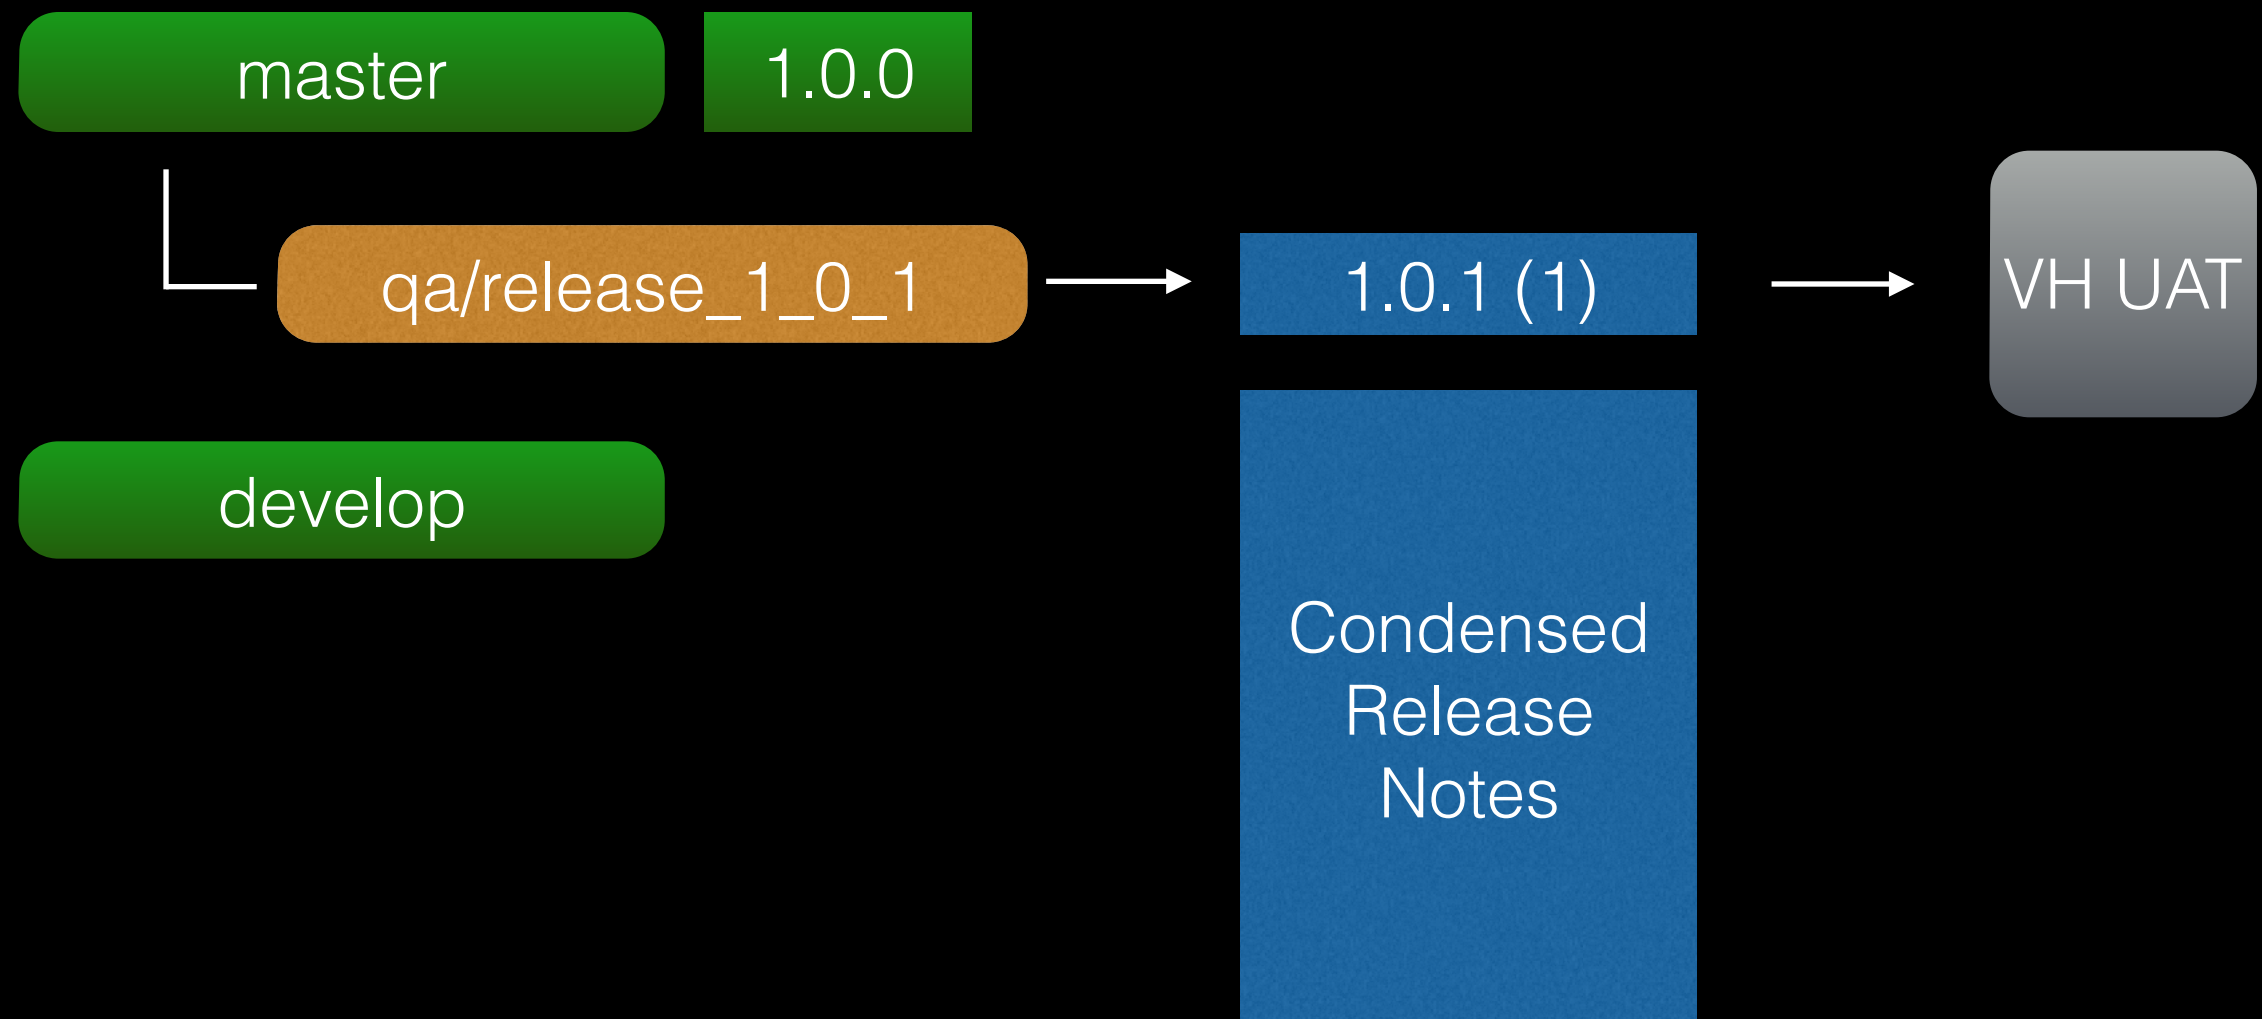 master
1.0.0
qa/release_1_0_1
1.0.1 (1)
VH UAT
develop
Condensed
Release
Notes